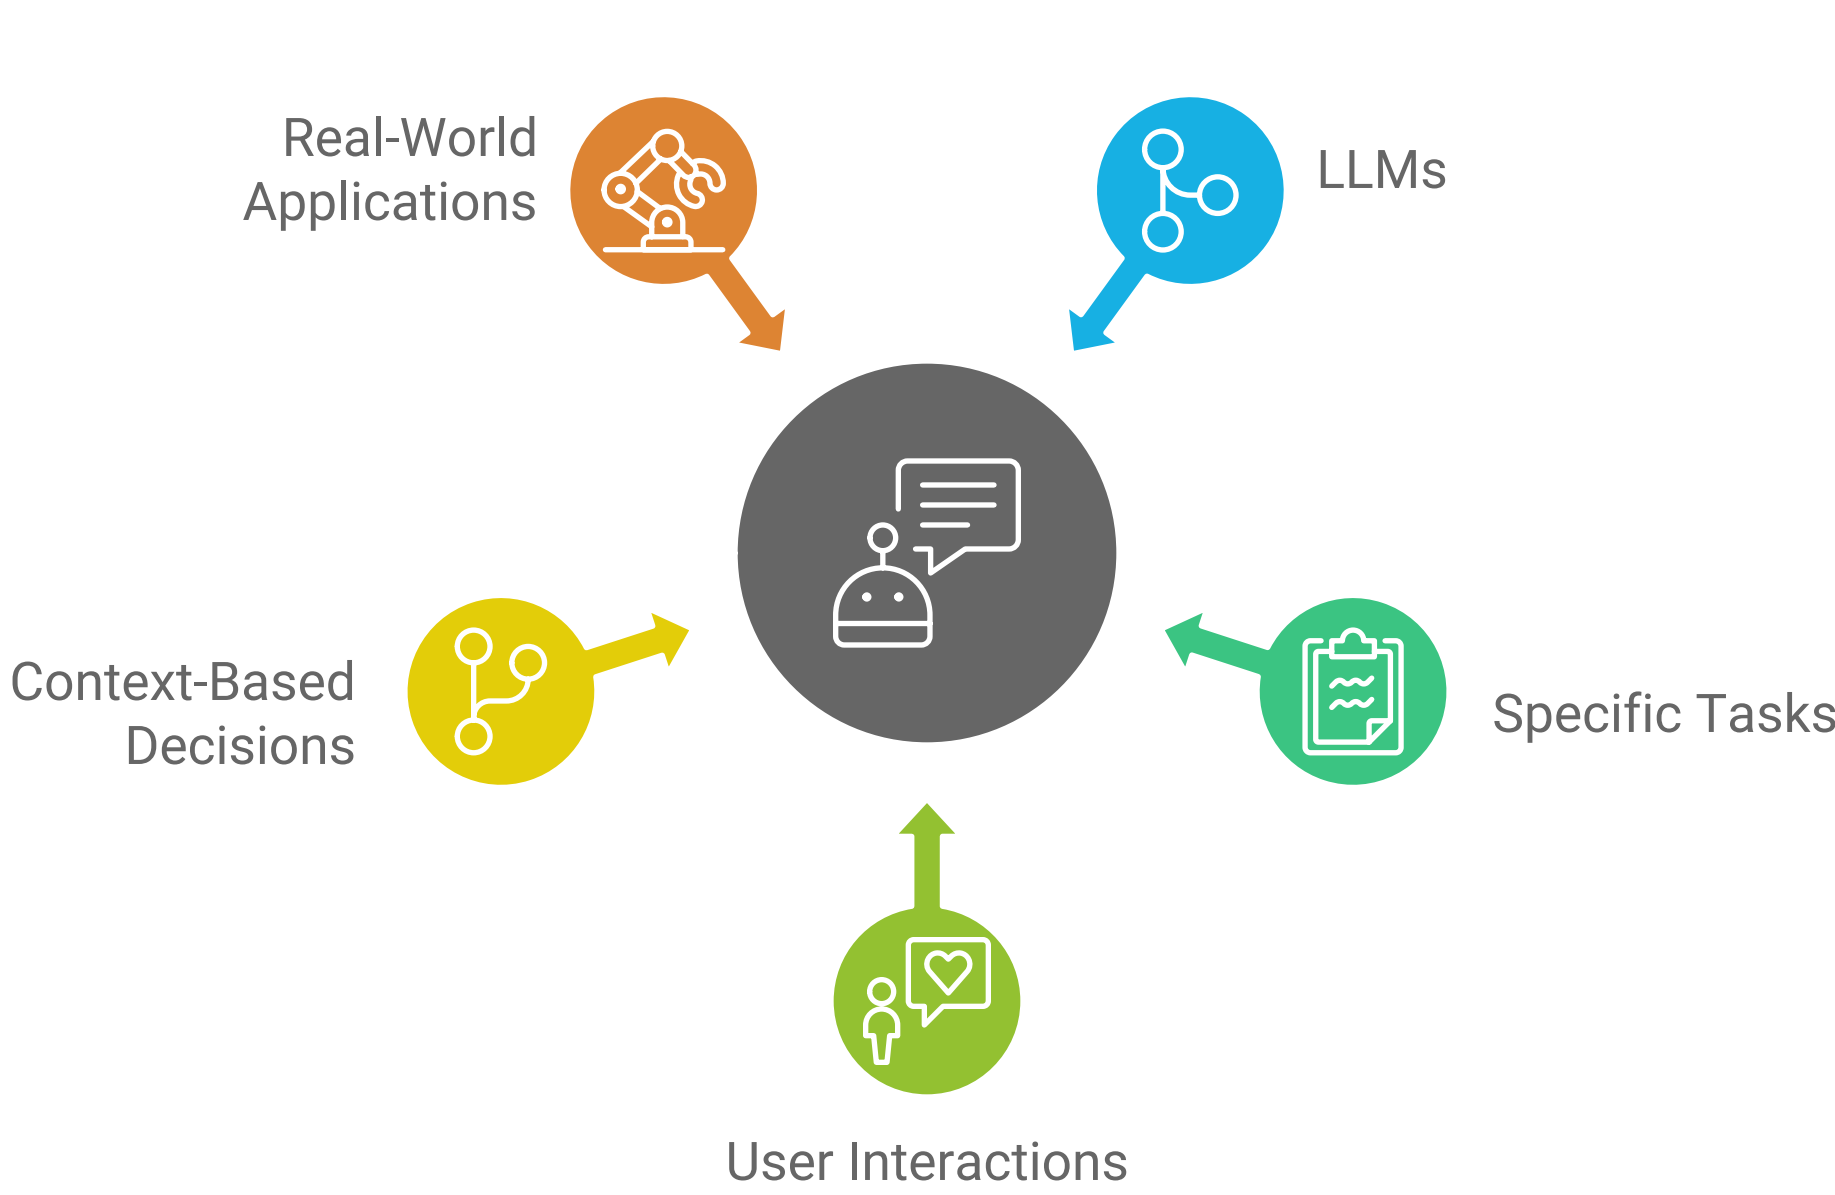 Real-World
Applications
LLMs
Context-Based
Decisions
Specific Tasks
User Interactions